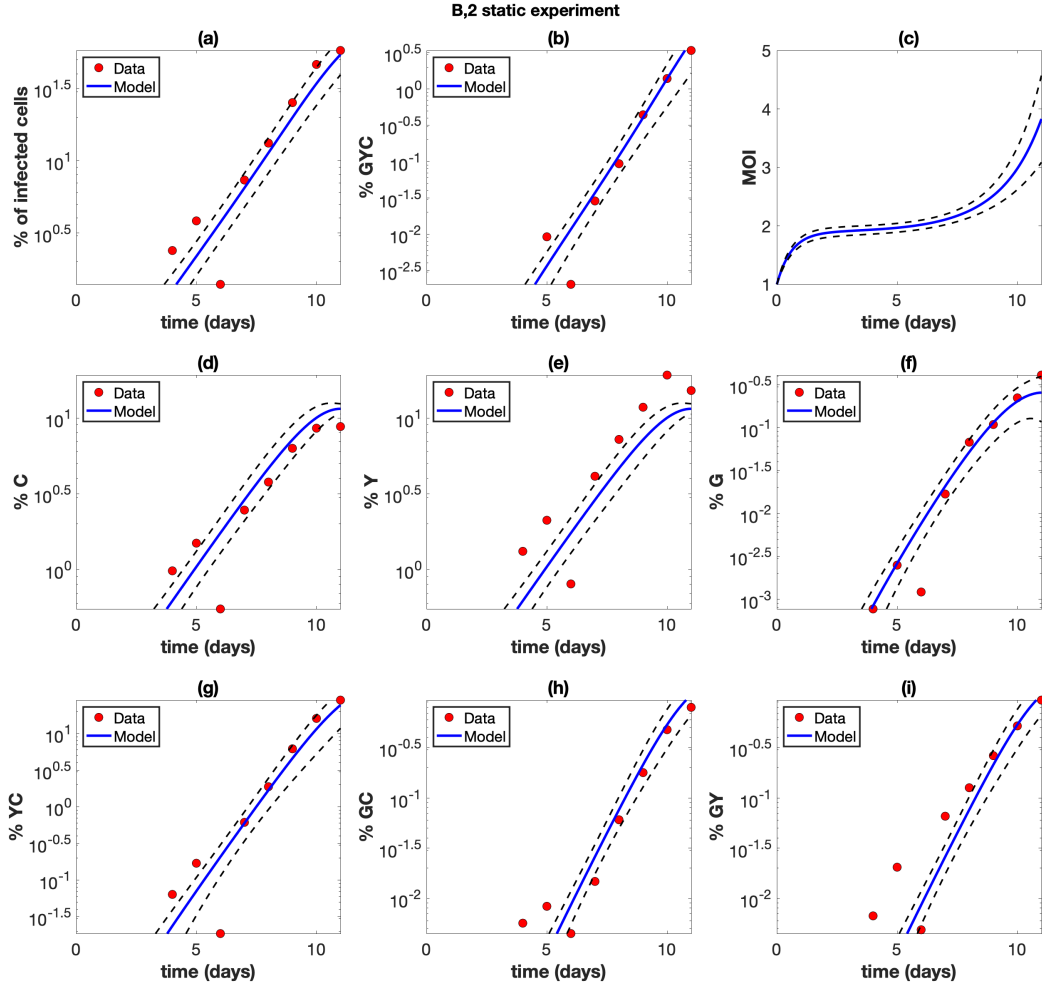 B,2 static experiment
(a)
% of infected cells
10^1.5
10^1
10^0.5
Data
Model
0
5
10
time (days)
(b)
% GYC
10^0.5
10^0
10^-0.5
10^-1
10^-1.5
10^-2
10^-2.5
Data
Model
0
5
10
time (days)
(c)
MOI
5
4
3
2
1
0
5
10
time (days)
(d)
% C
10^1
10^0.5
10^0
Data
Model
0
5
10
time (days)
(e)
% Y
10^1
10^0.5
10^0
Data
Model
0
5
10
time (days)
(f)
% G
10^-0.5
10^-1
10^-1.5
10^-2
10^-2.5
10^-3
Data
Model
0
5
10
time (days)
(g)
% YC
10^1
10^0.5
10^0
10^-0.5
10^-1
10^-1.5
Data
Model
0
5
10
time (days)
(h)
% GC
10^-0.5
10^-1
10^-1.5
10^-2
Data
Model
0
5
10
time (days)
(i)
% GY
10^-0.5
10^-1
10^-1.5
10^-2
Data
Model
0
5
10
time (days)